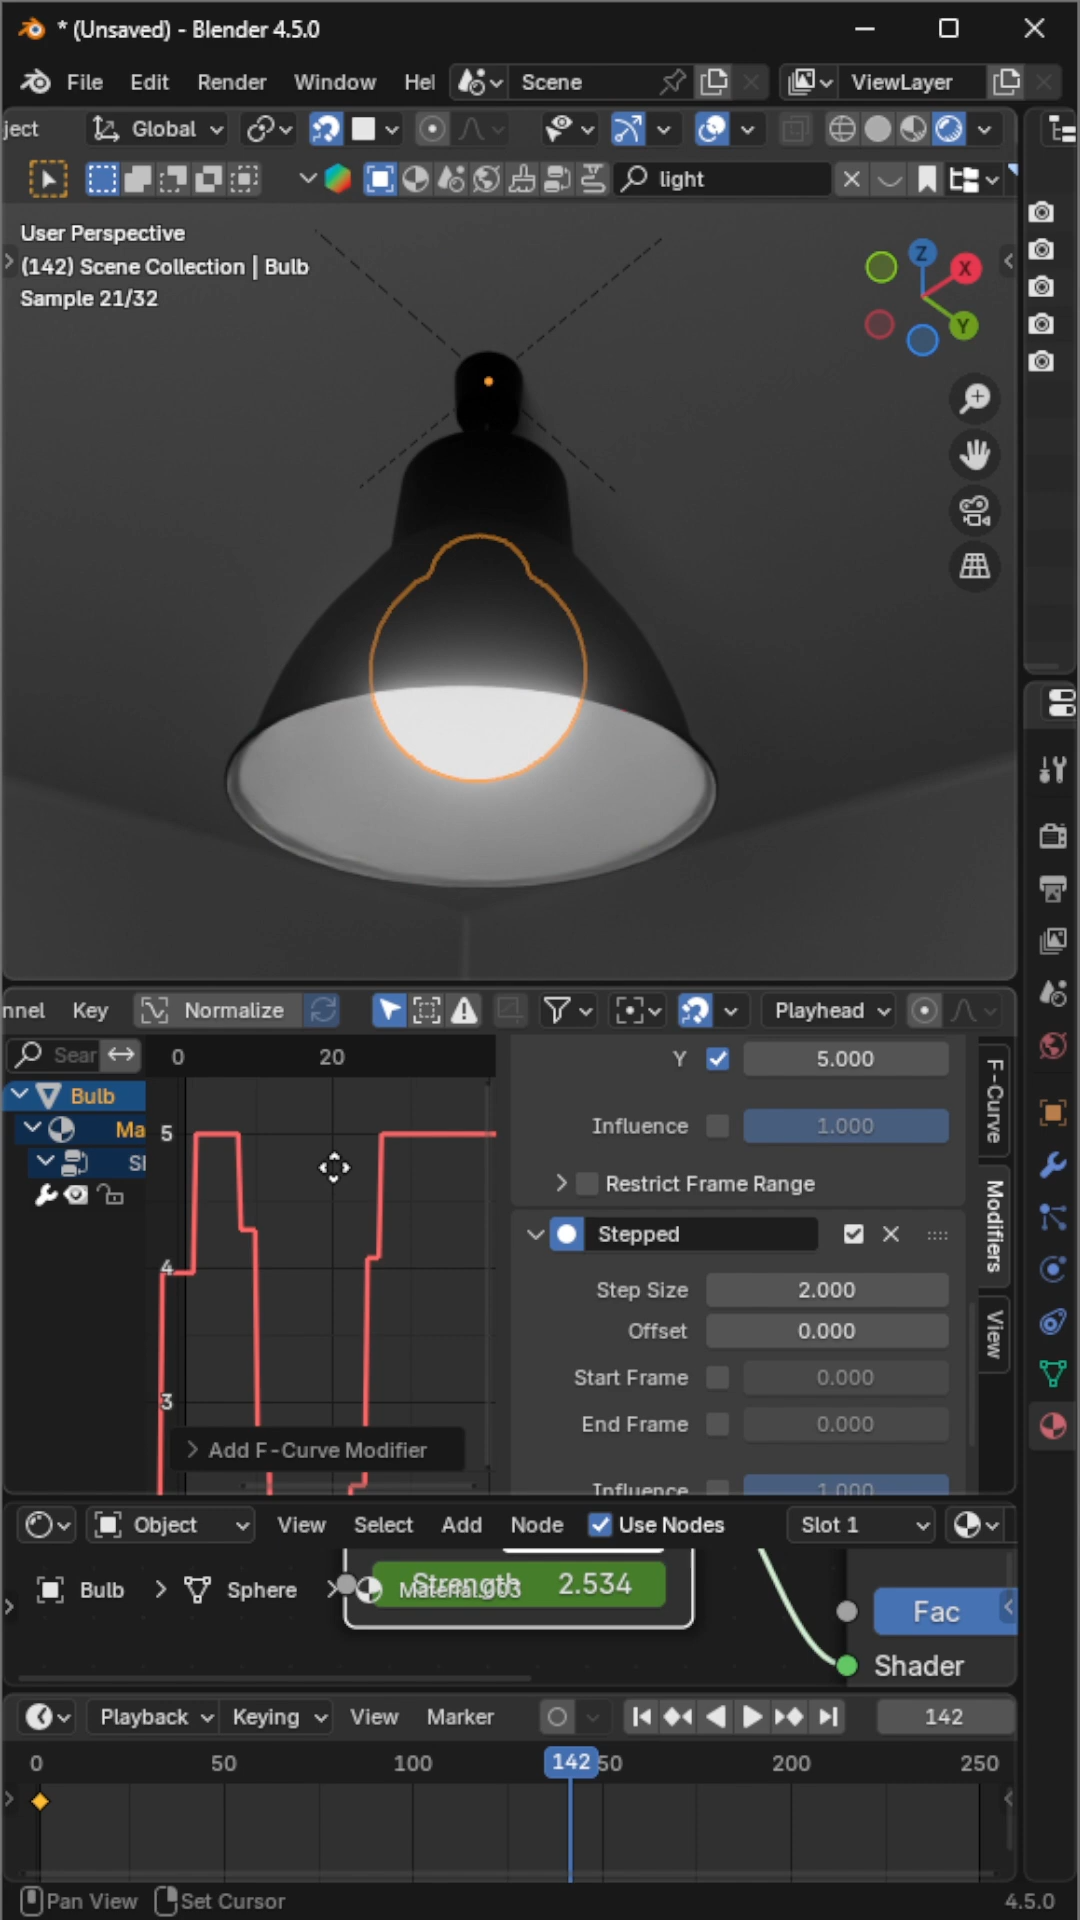 * (Unsaved) - Blender 4.5.0
File Edit Render Window Hel Scene ViewLayer
ject Global
light
User Perspective
(142) Scene Collection | Bulb
Sample 21/32
Z
X
Y
nnel Key Normalize Playhead
Sear 0 20
Y 5.000
Bulb
Ma
Sl
5
4
3
Influence 1.000
Restrict Frame Range
Stepped
Step Size 2.000
Offset 0.000
Start Frame 0.000
End Frame 0.000
Influence 1.000
Add F-Curve Modifier
F-Curve
Modifiers
View
Object View Select Add Node Use Nodes Slot 1
Bulb Sphere Material.003
Strength 2.534
Fac
Shader
Playback Keying View Marker 142
0 50 100 142 50 200 250
Pan View Set Cursor 4.5.0